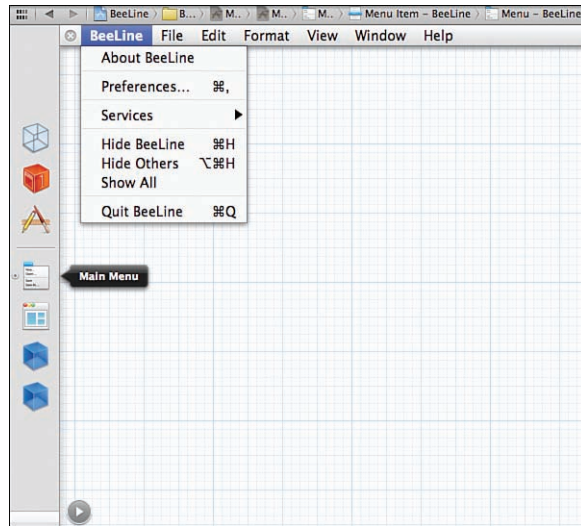 BeeLine B... M.. M.. M.. Menu Item – BeeLine Menu – BeeLine
BeeLine File Edit Format View Window Help
About BeeLine
Preferences... ⌘,
Services
Hide BeeLine ⌘H
Hide Others ⌥⌘H
Show All
Quit BeeLine ⌘Q
Main Menu